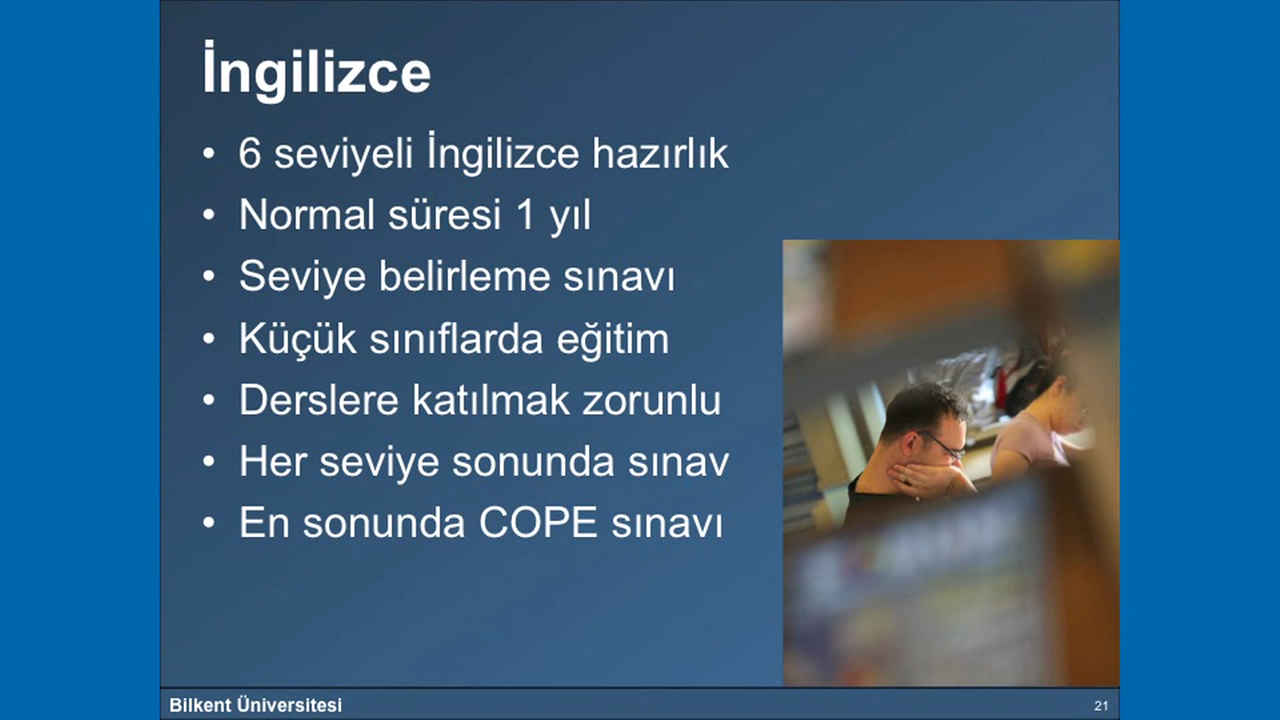 İngilizce
• 6 seviyeli İngilizce hazırlık
• Normal süresi 1 yıl
• Seviye belirleme sınavı
• Küçük sınıflarda eğitim
• Derslere katılmak zorunlu
• Her seviye sonunda sınav
• En sonunda COPE sınavı
Bilkent Üniversitesi
21